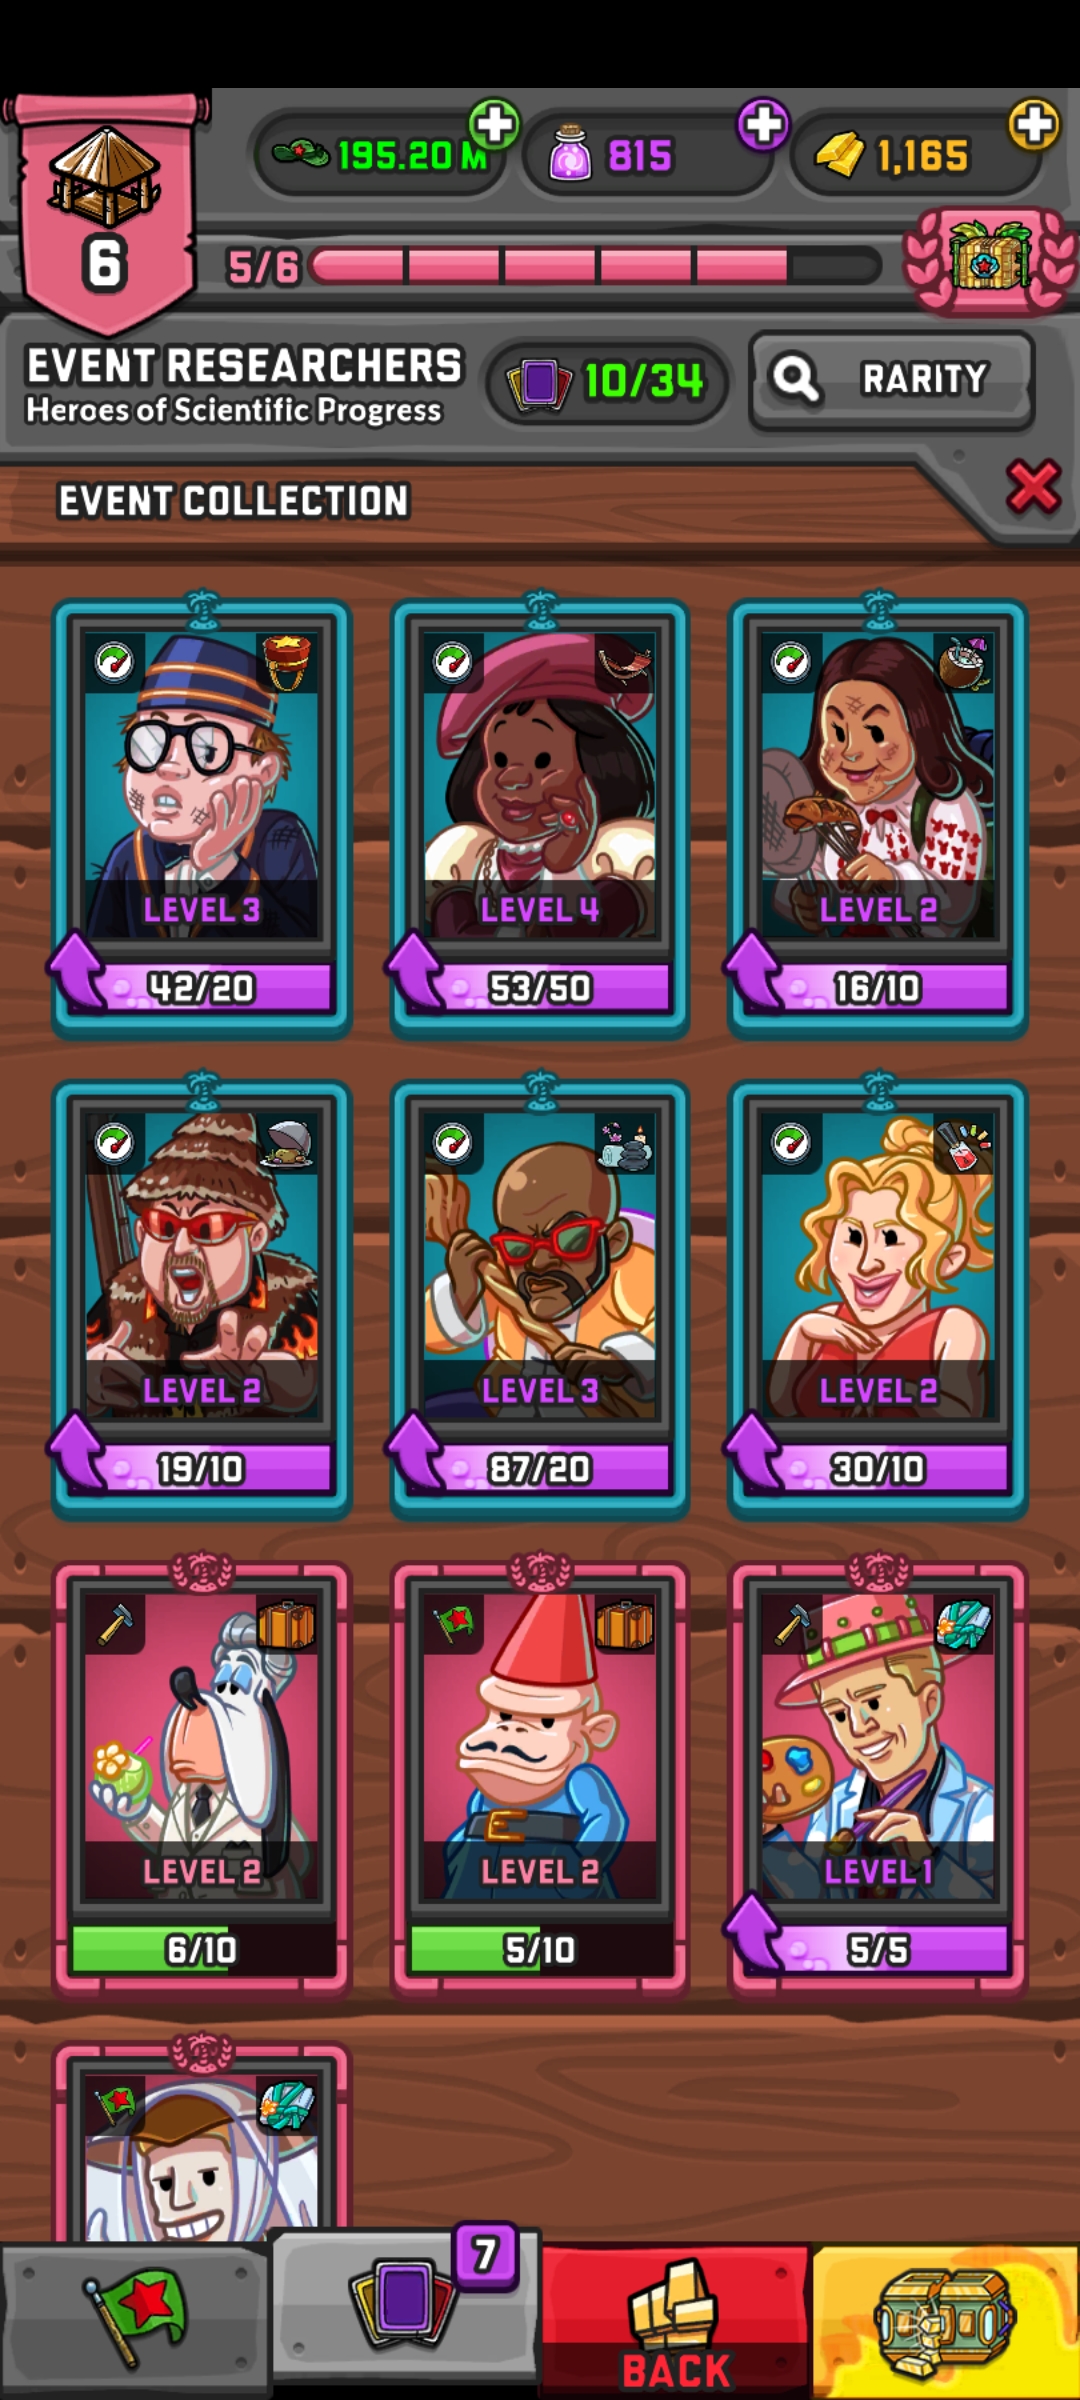 195.20 M
815
1,165
6
5/6
EVENT RESEARCHERS
Heroes of Scientific Progress
10/34
RARITY
EVENT COLLECTION
LEVEL 3
42/20
LEVEL 4
53/50
LEVEL 2
16/10
LEVEL 2
19/10
LEVEL 3
87/20
LEVEL 2
30/10
LEVEL 2
6/10
LEVEL 2
5/10
LEVEL 1
5/5
7
BACK